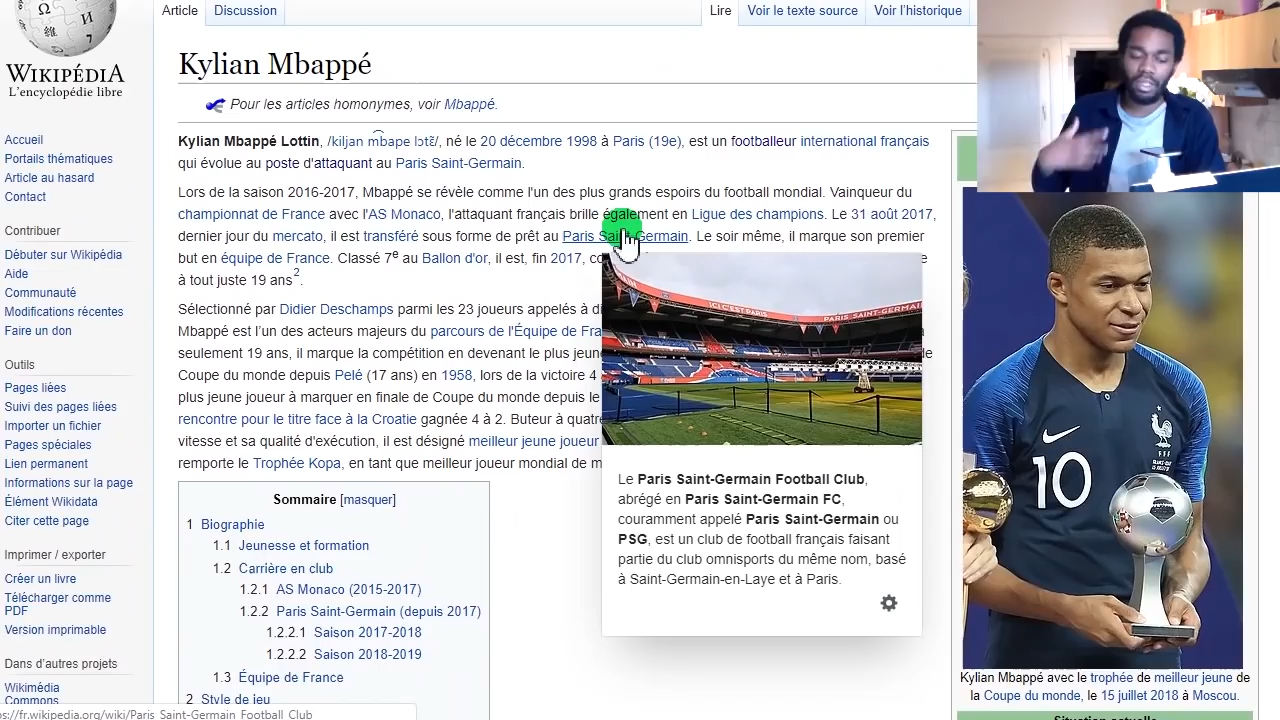 WIKIPÉDIA
L'encyclopédie libre
Accueil
Portails thématiques
Article au hasard
Contact
Contribuer
Débuter sur Wikipédia
Aide
Communauté
Modifications récentes
Faire un don
Outils
Pages liées
Suivi des pages liées
Importer un fichier
Pages spéciales
Lien permanent
Informations sur la page
Élément Wikidata
Citer cette page
Imprimer / exporter
Créer un livre
Télécharger comme
PDF
Version imprimable
Dans d'autres projets
Wikimédia
Commons
Article Discussion Lire Voir le texte source Voir l'historique
Kylian Mbappé
Pour les articles homonymes, voir Mbappé.
Kylian Mbappé Lottin, /kiljan m͡bape lɔtɛ̃/, né le 20 décembre 1998 à Paris (19e), est un footballeur international français
qui évolue au poste d'attaquant au Paris Saint-Germain.
Lors de la saison 2016-2017, Mbappé se révèle comme l'un des plus grands espoirs du football mondial. Vainqueur du
championnat de France avec l'AS Monaco, l'attaquant français brille également en Ligue des champions. Le 31 août 2017,
dernier jour du mercato, il est transféré sous forme de prêt au Paris Saint-Germain. Le soir même, il marque son premier
but en équipe de France. Classé 7e au Ballon d'or, il est, fin 2017,
à tout juste 19 ans2.
Sélectionné par Didier Deschamps parmi les 23 joueurs appelés à
Mbappé est l'un des acteurs majeurs du parcours de l'Équipe de
seulement 19 ans, il marque la compétition en devenant le plus
Coupe du monde depuis Pelé (17 ans) en 1958, lors de la victoire 4
plus jeune joueur à marquer en finale de Coupe du monde depuis le
rencontre pour le titre face à la Croatie gagnée 4 à 2. Buteur à
vitesse et sa qualité d'exécution, il est désigné meilleur jeune joueur
remporte le Trophée Kopa, en tant que meilleur joueur mondial de
ICI C'EST PARIS PARIS SAINT-GERMAIN
Le Paris Saint-Germain Football Club,
abrégé en Paris Saint-Germain FC,
couramment appelé Paris Saint-Germain ou
PSG, est un club de football français faisant
partie du club omnisports du même nom, basé
à Saint-Germain-en-Laye et à Paris.
Sommaire [masquer]
1 Biographie
1.1 Jeunesse et formation
1.2 Carrière en club
1.2.1 AS Monaco (2015-2017)
1.2.2 Paris Saint-Germain (depuis 2017)
1.2.2.1 Saison 2017-2018
1.2.2.2 Saison 2018-2019
1.3 Équipe de France
2 Style de jeu
10
Kylian Mbappé avec le trophée de meilleur jeune de
la Coupe du monde, le 15 juillet 2018 à Moscou.
Situation actuelle
ps://fr.wikipedia.org/wiki/Paris_Saint-Germain_Football_Club